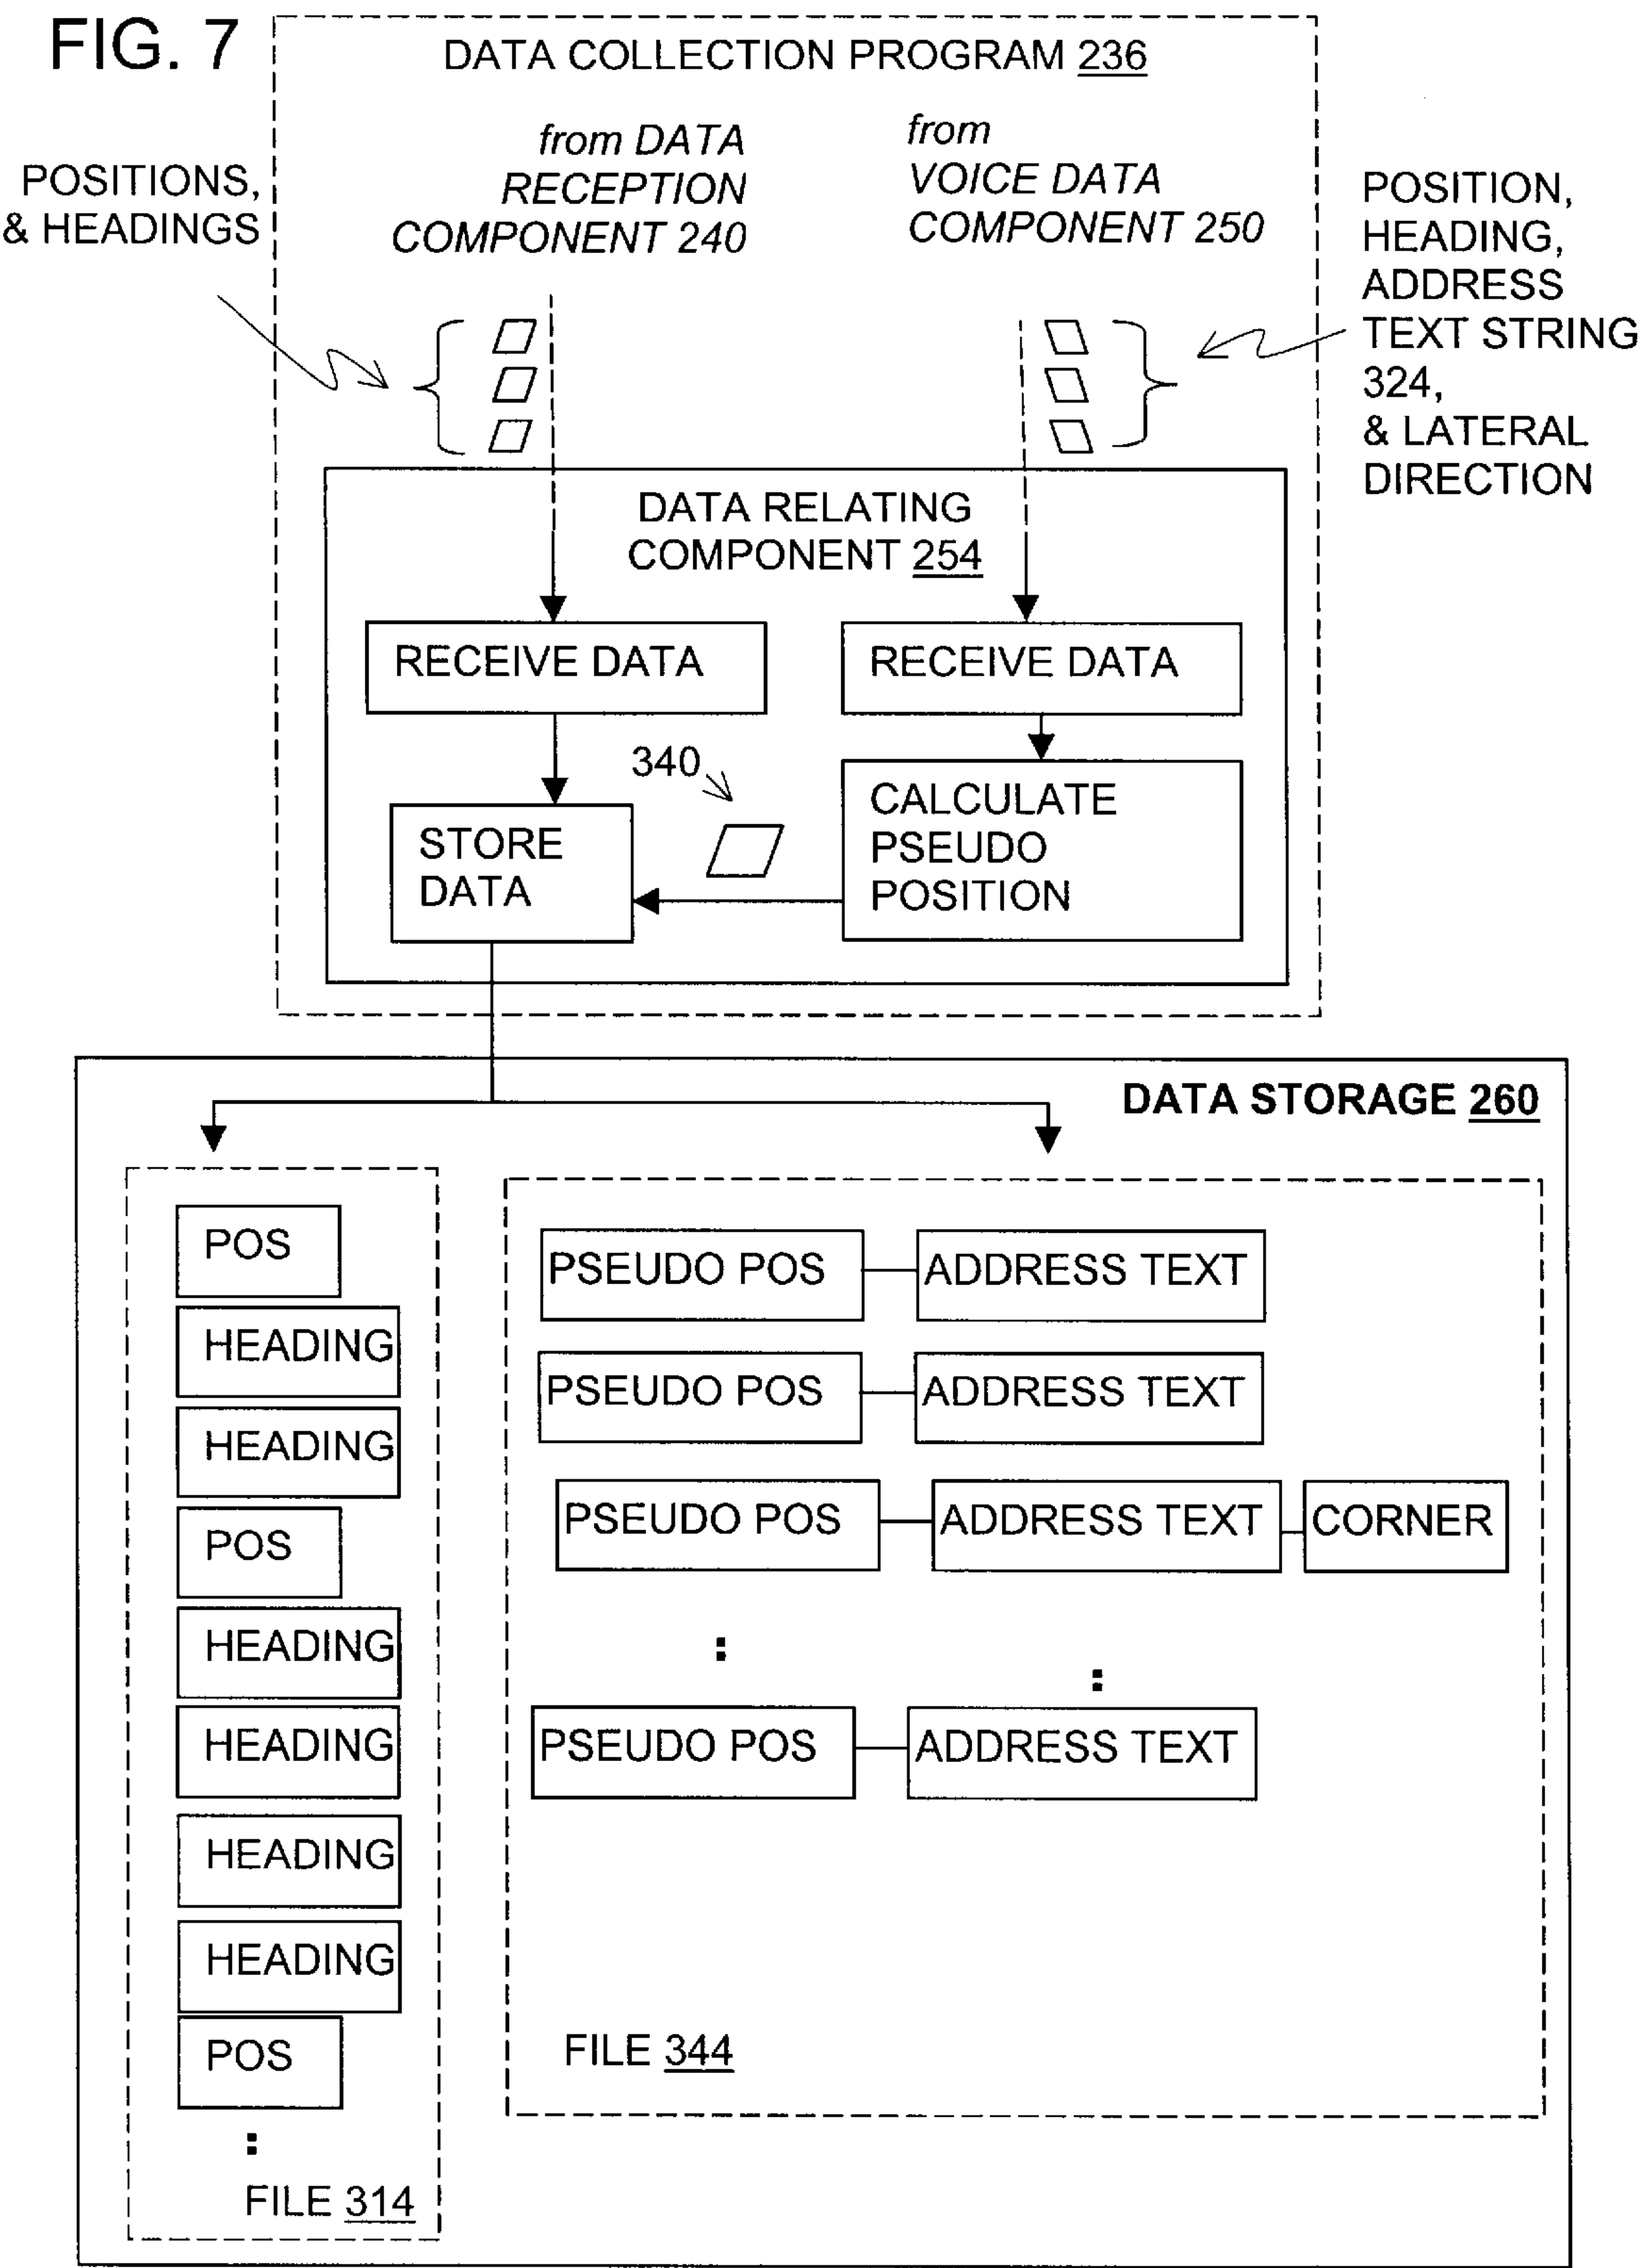 FIG. 7
DATA COLLECTION PROGRAM 236
POSITIONS,
& HEADINGS
from DATA
RECEPTION
COMPONENT 240
from
VOICE DATA
COMPONENT 250
POSITION,
HEADING,
ADDRESS
TEXT STRING
324,
& LATERAL
DIRECTION
DATA RELATING
COMPONENT 254
RECEIVE DATA
RECEIVE DATA
340
STORE
DATA
CALCULATE
PSEUDO
POSITION
DATA STORAGE 260
POS
HEADING
HEADING
POS
HEADING
HEADING
HEADING
HEADING
POS
:
FILE 314
PSEUDO POS ADDRESS TEXT
PSEUDO POS ADDRESS TEXT
PSEUDO POS ADDRESS TEXT CORNER
: :
PSEUDO POS ADDRESS TEXT
FILE 344